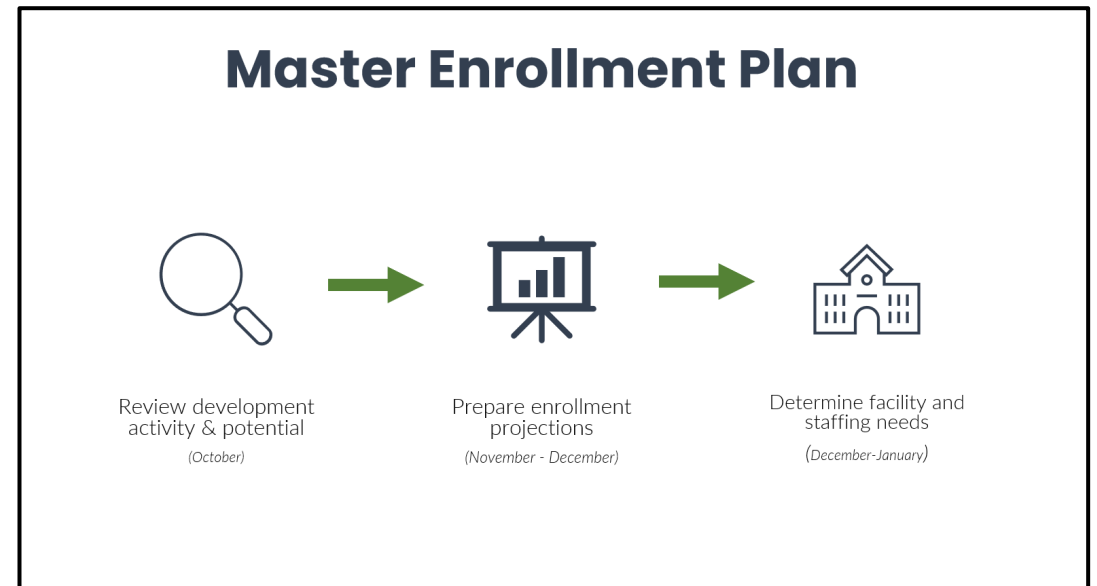 Master Enrollment Plan
Review development
activity & potential
(October)
Prepare enrollment
projections
(November - December)
Determine facility and
staffing needs
(December-January)